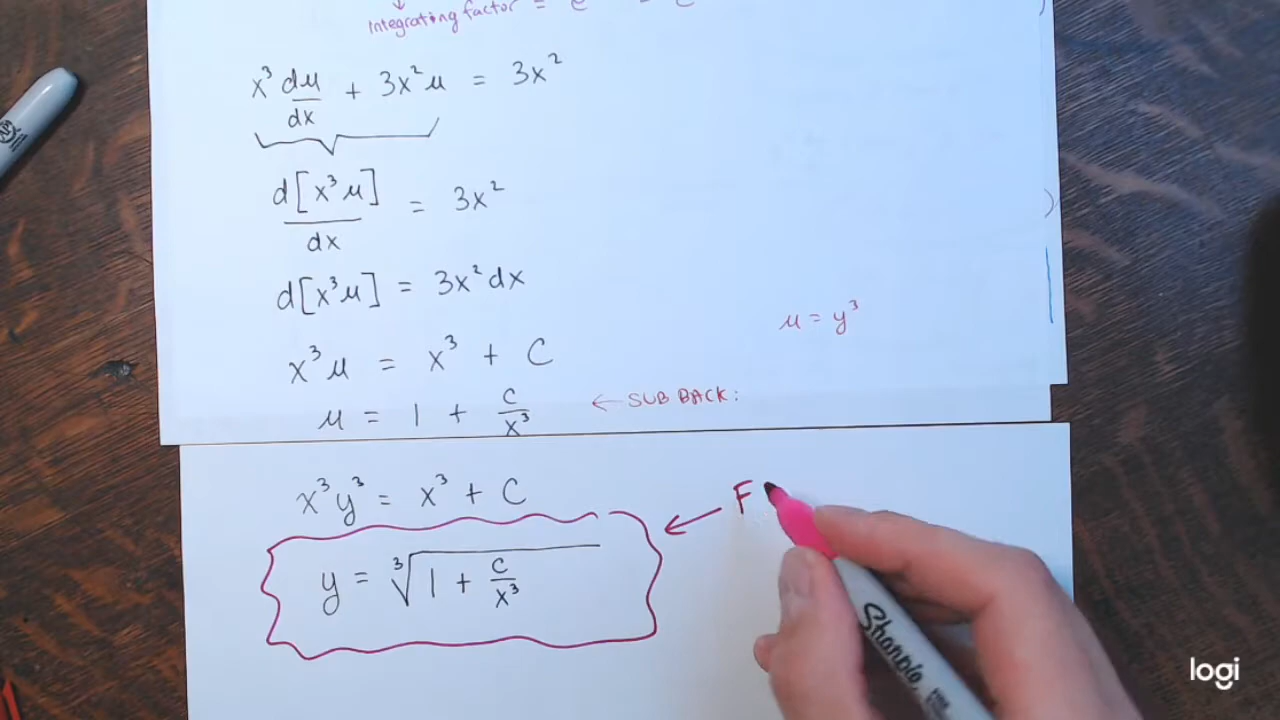 Integrating factor = e = e
x³ du/dx + 3x²u = 3x²
d[x³u]/dx = 3x²
d[x³u] = 3x²dx
u = y³
x³u = x³ + C
u = 1 + C/x³ ← SUB BACK:
x³y³ = x³ + C
← F
y = ∛(1 + C/x³)
Sharpie
logi